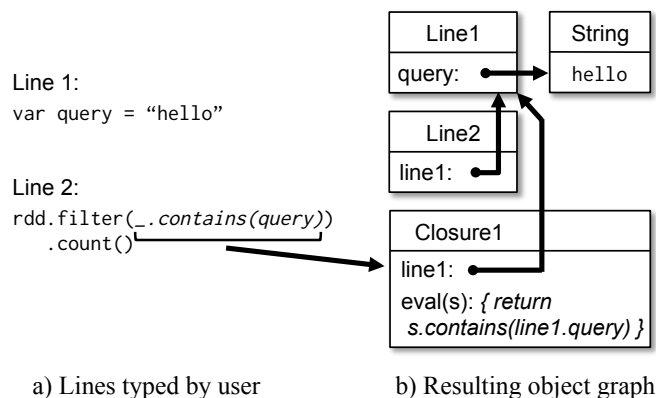 Line 1:
var query = “hello”
Line 2:
rdd.filter(_.contains(query))
.count()
Line1
query:
String
hello
Line2
line1:
Closure1
line1:
eval(s): { return
s.contains(line1.query) }
a) Lines typed by user
b) Resulting object graph